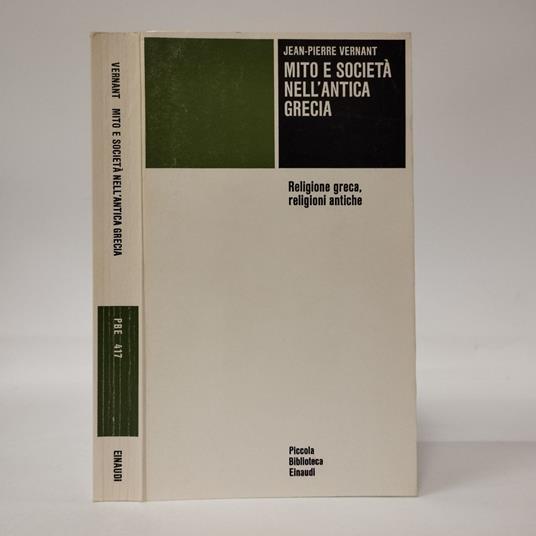 JEAN-PIERRE VERNANT
MITO E SOCIETÀ
NELL'ANTICA
GRECIA
Religione greca,
religioni antiche
Piccola
Biblioteca
Einaudi
VERNANT MITO E SOCIETÀ NELL'ANTICA GRECIA
PBE 417
EINAUDI